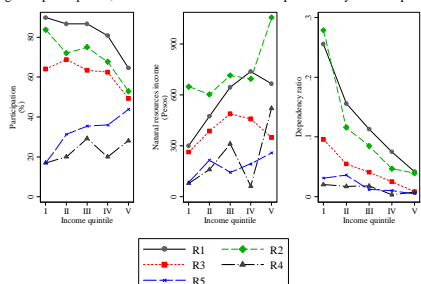 Participation
(%)
80
60
40
20
0
I II III IV V
Income quintile
Natural resources income
(Pesos)
900
600
300
0
I II III IV V
Income quintile
Dependency ratio
.3
.2
.1
0
I II III IV V
Income quintile
R1 R2
R3 R4
R5